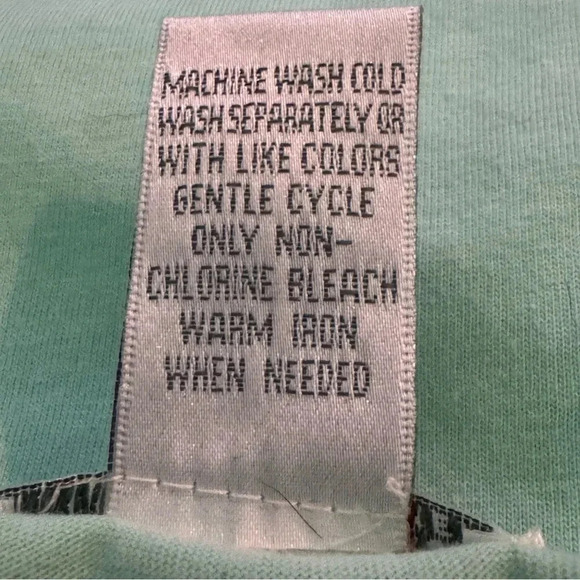 MACHINE WASH COLD
WASH SEPARATELY OR
WITH LIKE COLORS
GENTLE CYCLE
ONLY NON-
CHLORINE BLEACH
WARM IRON
WHEN NEEDED